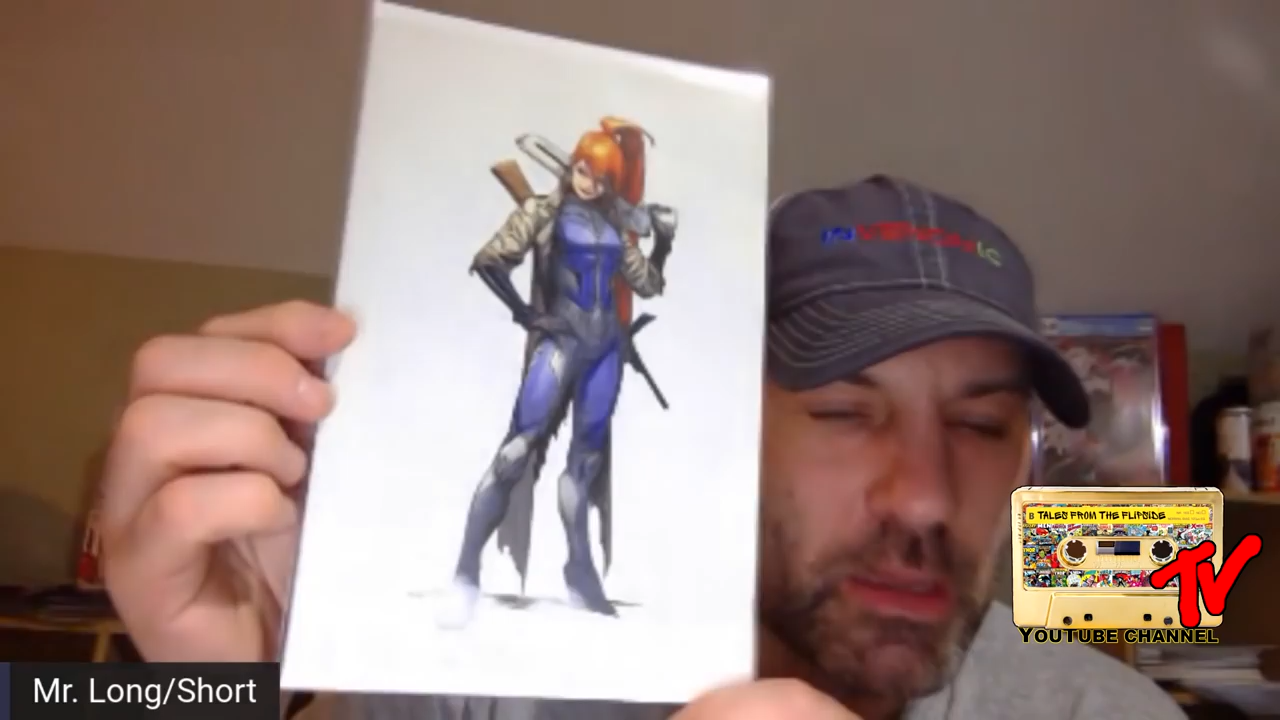 B TALES FROM THE FLIPSIDE
TV
YOUTUBE CHANNEL
Mr. Long/Short